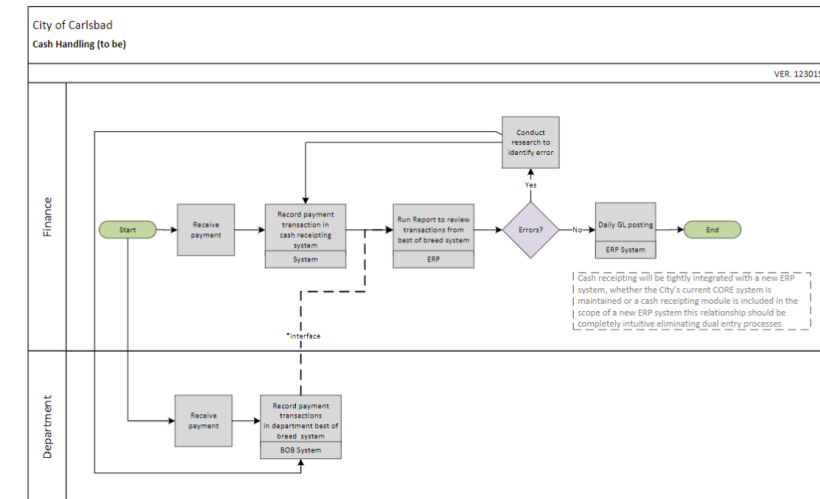 City of Carlsbad
Cash Handling (to be)
VER. 123015
Finance
Conduct
research to
identify error
Yes
Start
Receive
payment
Record payment
transaction in
cash receipting
system
System
Run Report to review
transactions from
best of breed system
ERP
Errors?
No
Daily GL posting
ERP System
End
Cash receipting will be tightly integrated with a new ERP
system, whether the City's current CORE system is
maintained or a cash receipting module is included in the
scope of a new ERP system this relationship should be
completely intuitive eliminating dual entry processes.
*Interface
Department
Receive
payment
Record payment
transactions
in department best of
breed system
BOB System